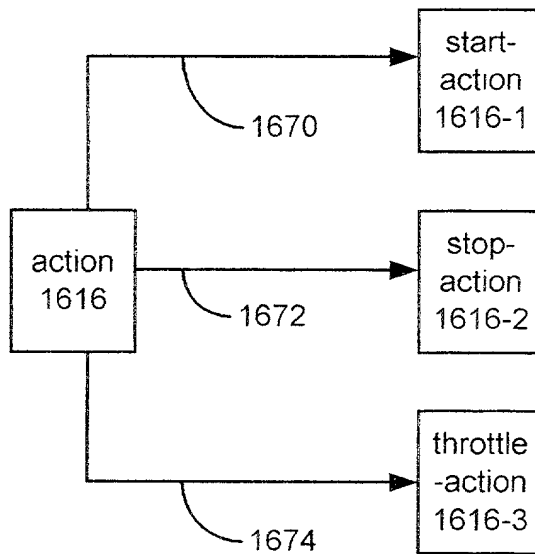 start-
action
1616-1
1670
action
1616
stop-
action
1616-2
1672
throttle
-action
1616-3
1674